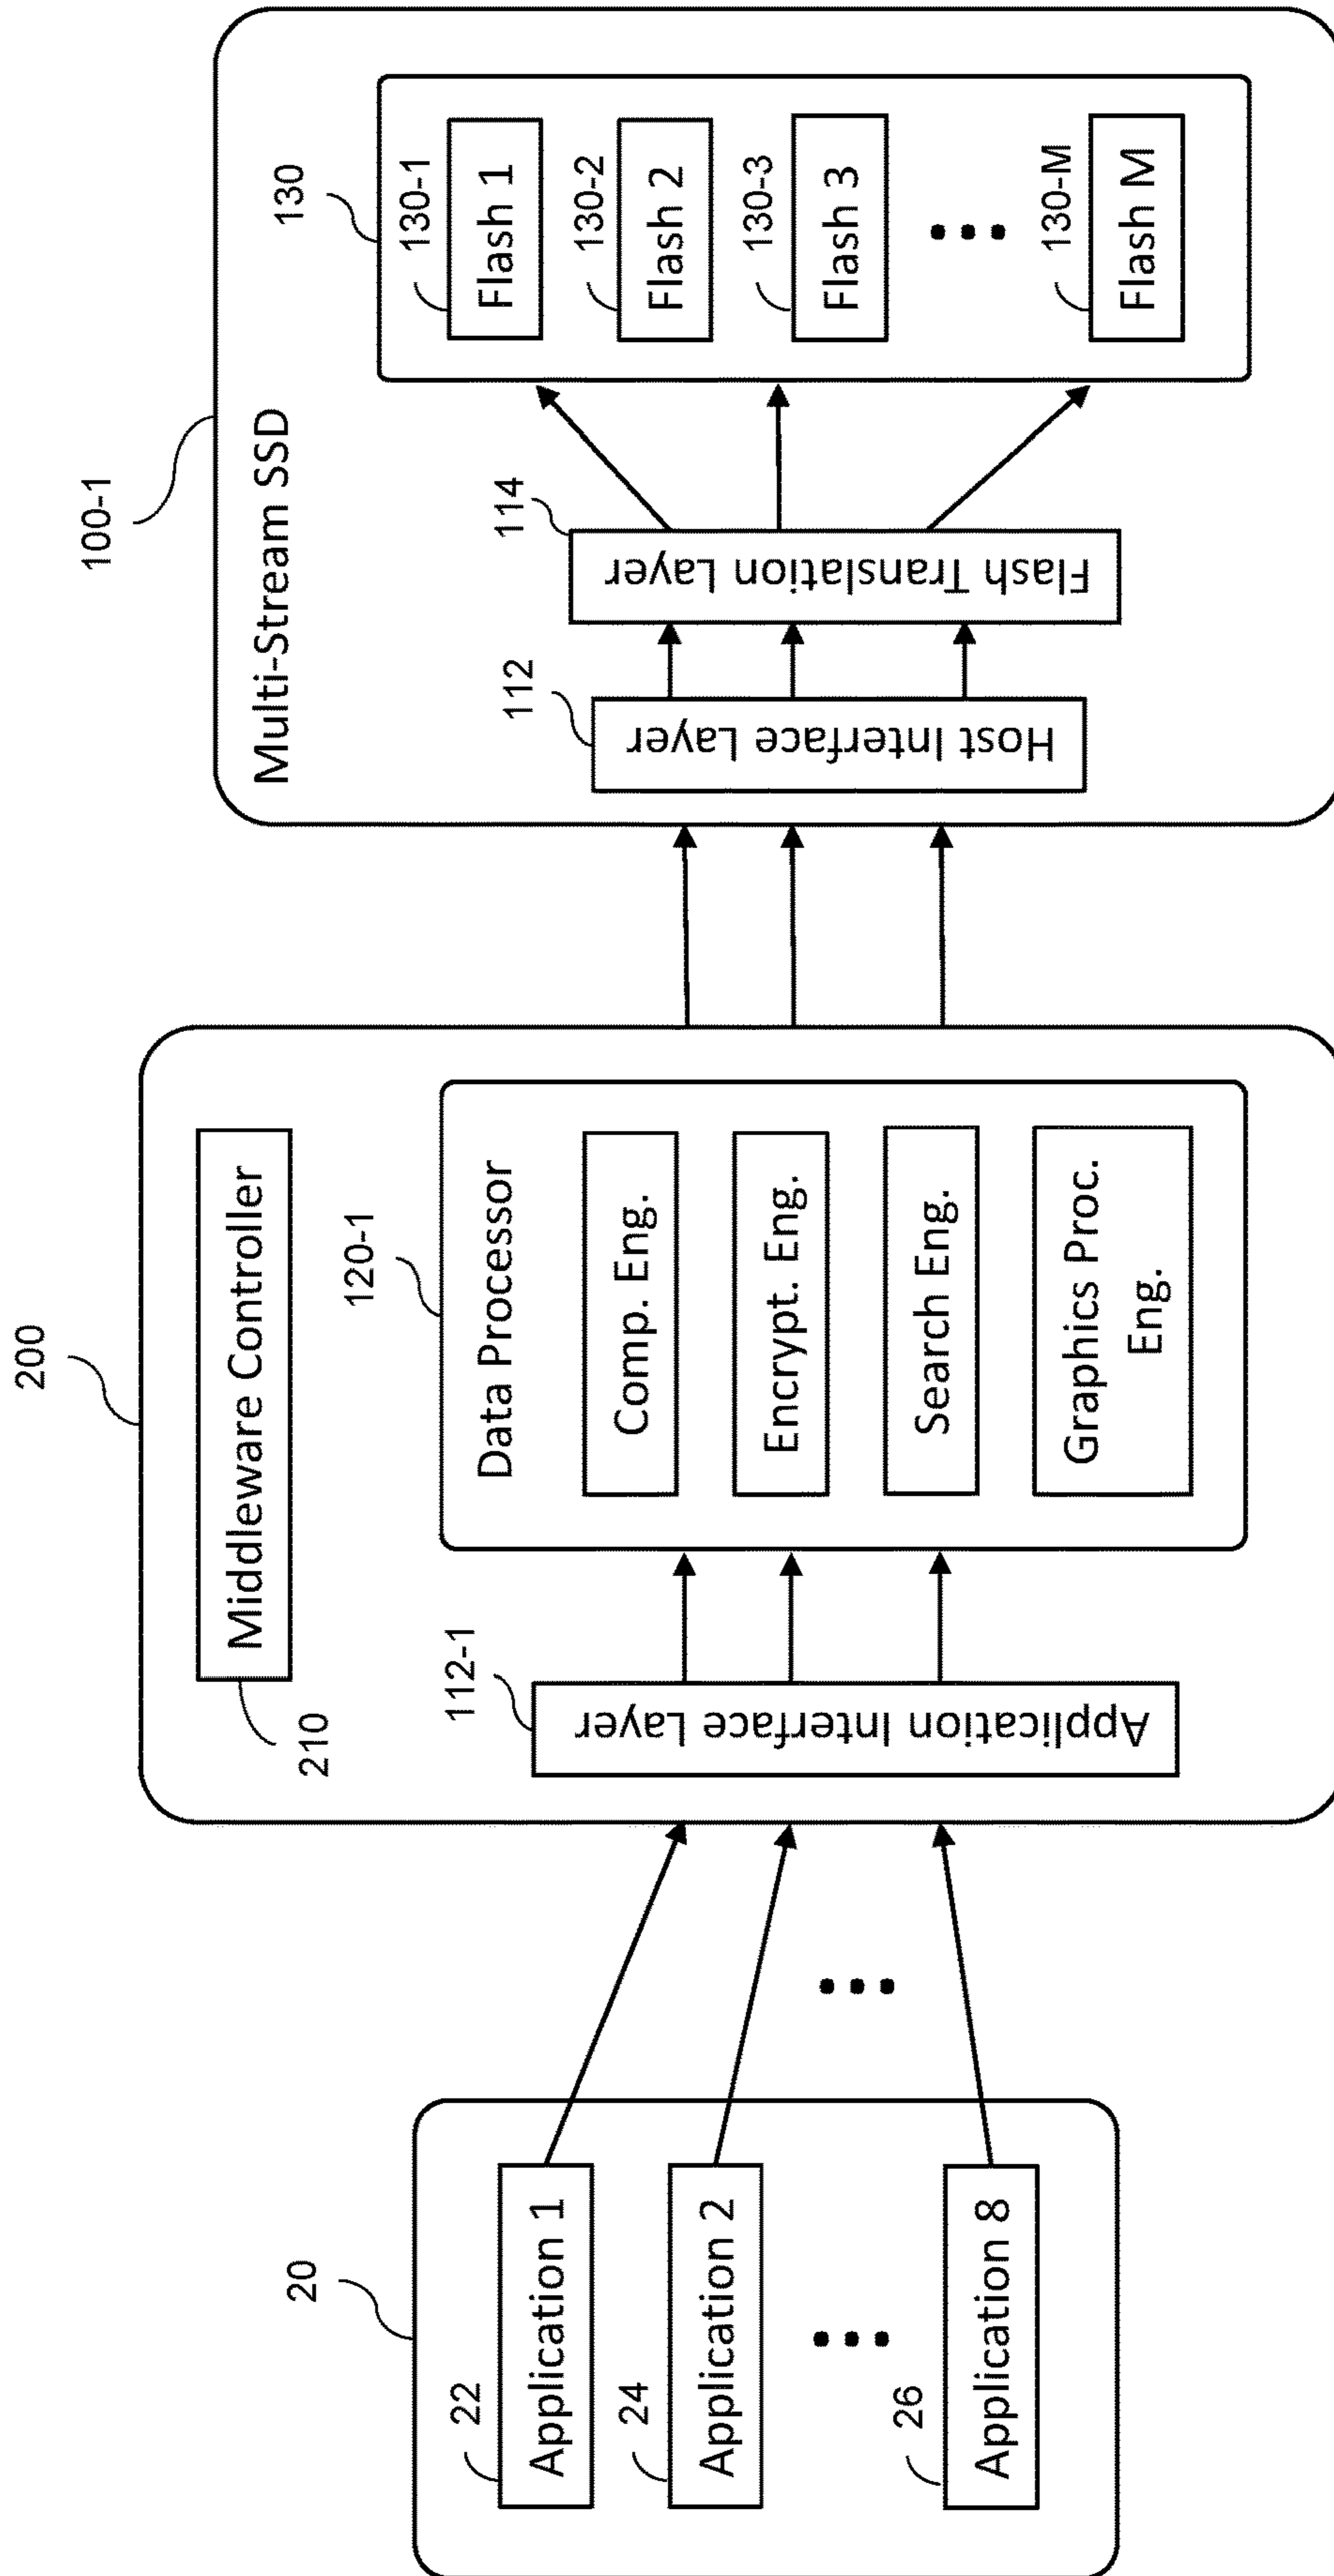 20
22
Application 1
24
Application 2
26
Application 8
200
Middleware Controller
210
112-1
Application Interface Layer
120-1
Data Processor
Comp. Eng.
Encrypt. Eng.
Search Eng.
Graphics Proc.
Eng.
100-1
Multi-Stream SSD
112
Host Interface Layer
114
Flash Translation Layer
130
130-1
Flash 1
130-2
Flash 2
130-3
Flash 3
130-M
Flash M